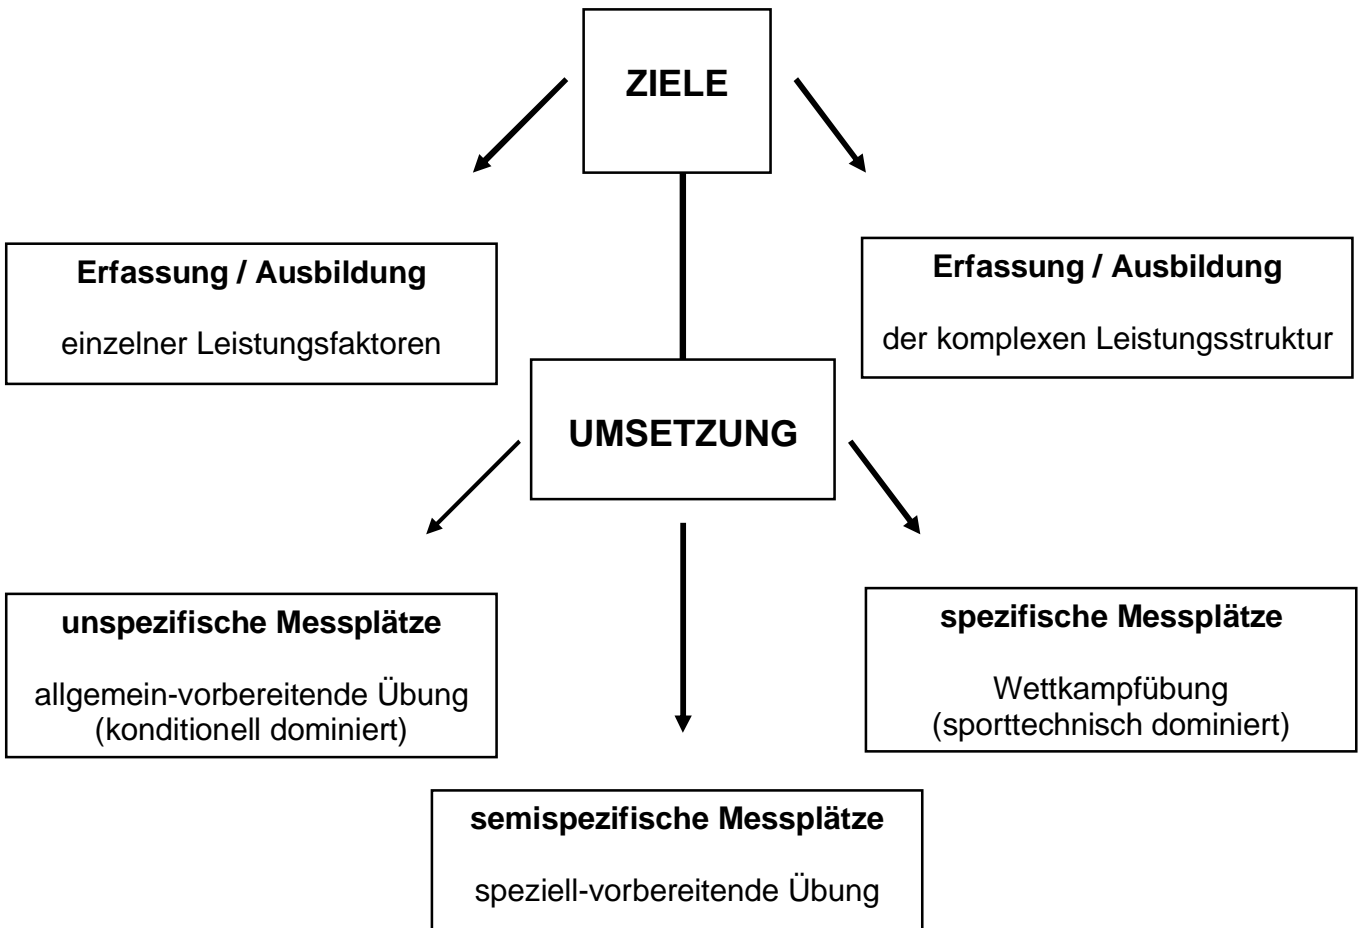 ZIELE
Erfassung / Ausbildung
einzelner Leistungsfaktoren
Erfassung / Ausbildung
der komplexen Leistungsstruktur
UMSETZUNG
unspezifische Messplätze
allgemein-vorbereitende Übung
(konditionell dominiert)
spezifische Messplätze
Wettkampfübung
(sporttechnisch dominiert)
semispezifische Messplätze
speziell-vorbereitende Übung